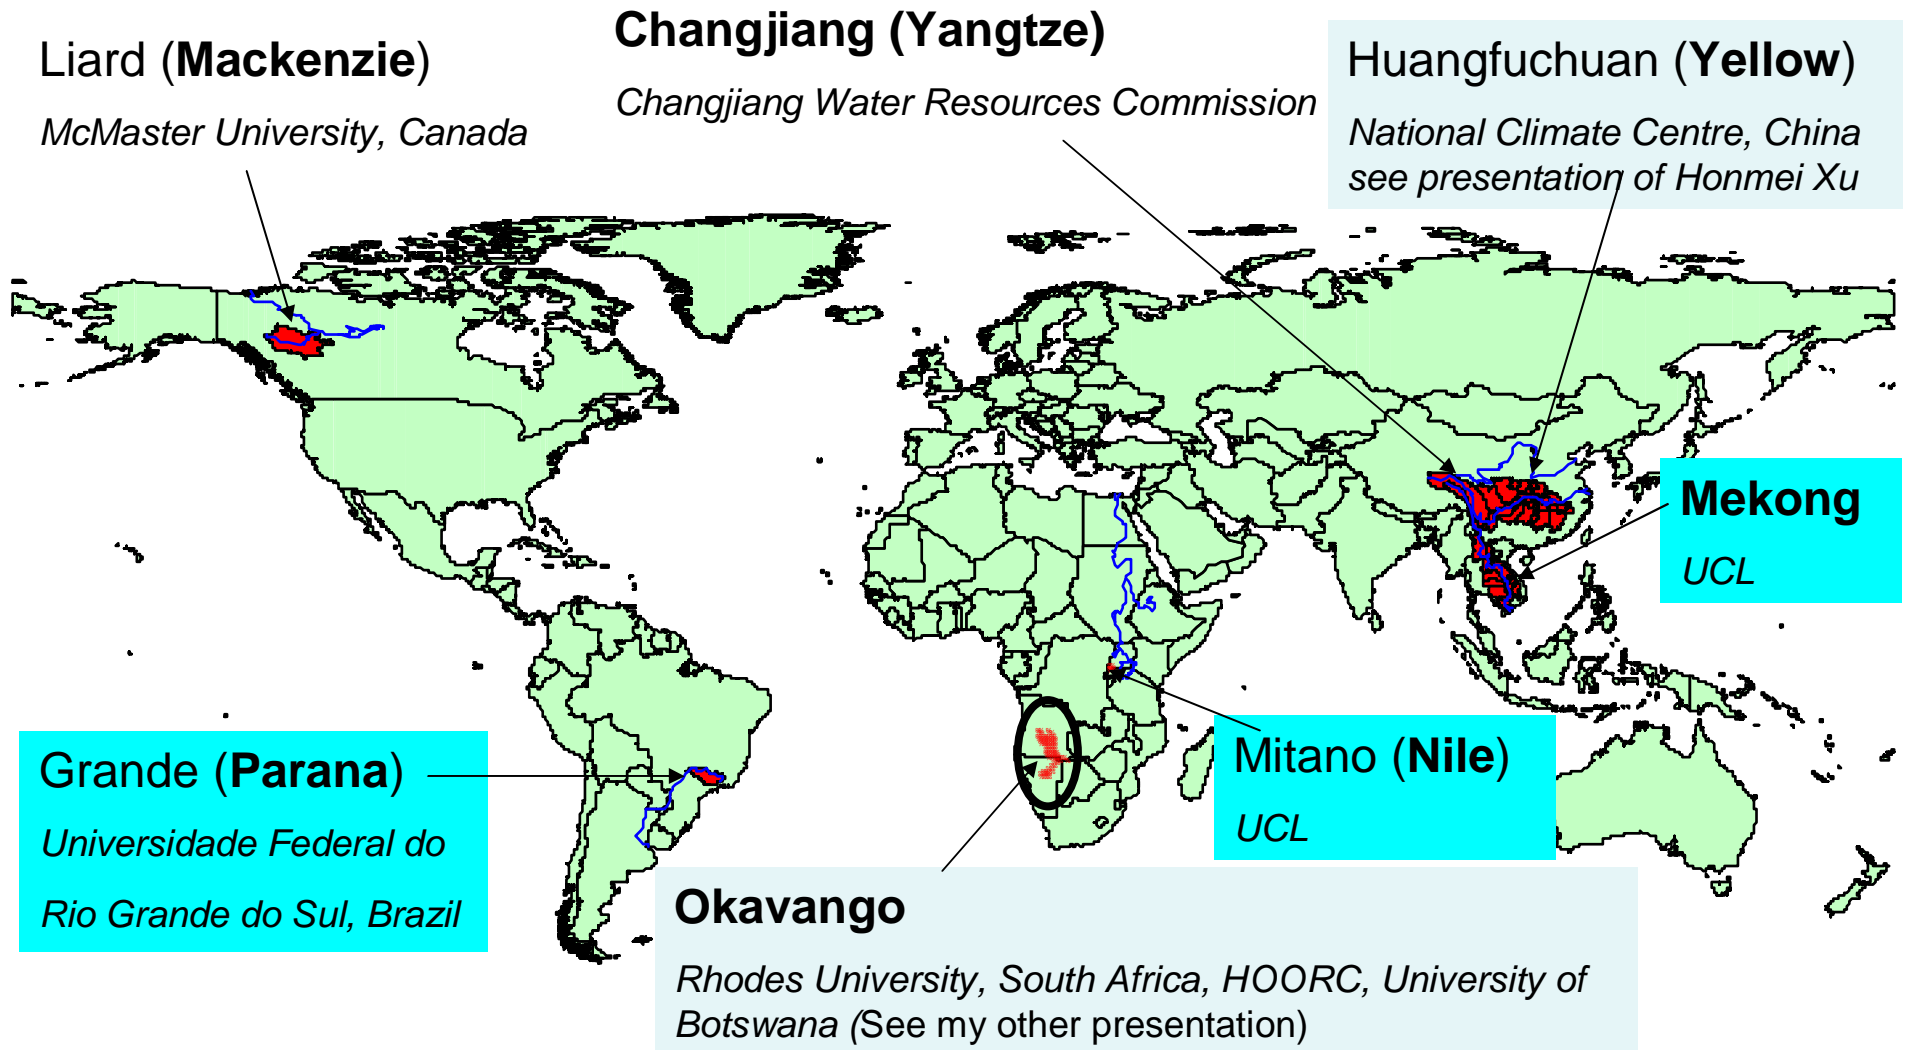 Liard (Mackenzie)
McMaster University, Canada
Changjiang (Yangtze)
Changjiang Water Resources Commission
Huangfuchuan (Yellow)
National Climate Centre, China
see presentation of Honmei Xu
Mekong
UCL
Mitano (Nile)
UCL
Grande (Parana)
Universidade Federal do
Rio Grande do Sul, Brazil
Okavango
Rhodes University, South Africa, HOORC, University of
Botswana (See my other presentation)